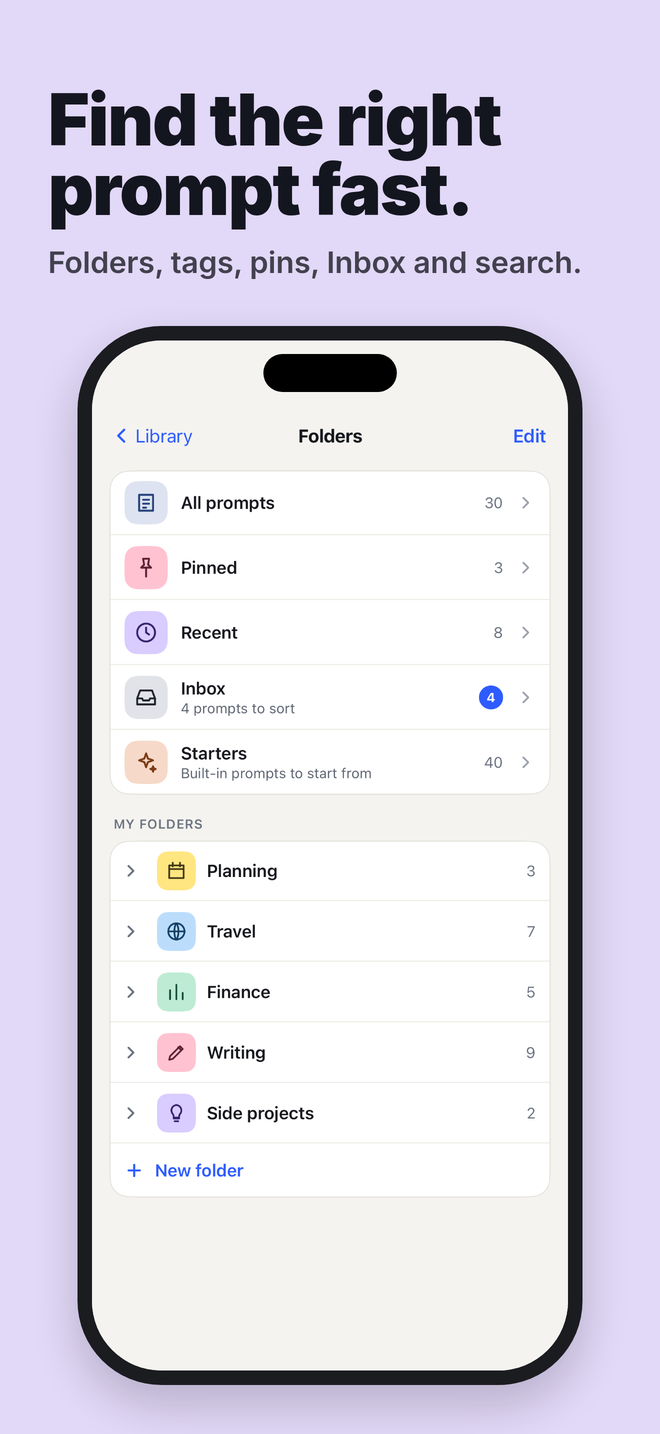 Find the right
prompt fast.
Folders, tags, pins, Inbox and search.
Library
Folders
Edit
All prompts
30
Pinned
3
Recent
8
Inbox
4 prompts to sort
4
Starters
Built-in prompts to start from
40
MY FOLDERS
Planning
3
Travel
7
Finance
5
Writing
9
Side projects
2
+ New folder